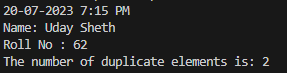 20-07-2023 7:15 PM
Name: Uday Sheth
Roll No : 62
The number of duplicate elements is: 2